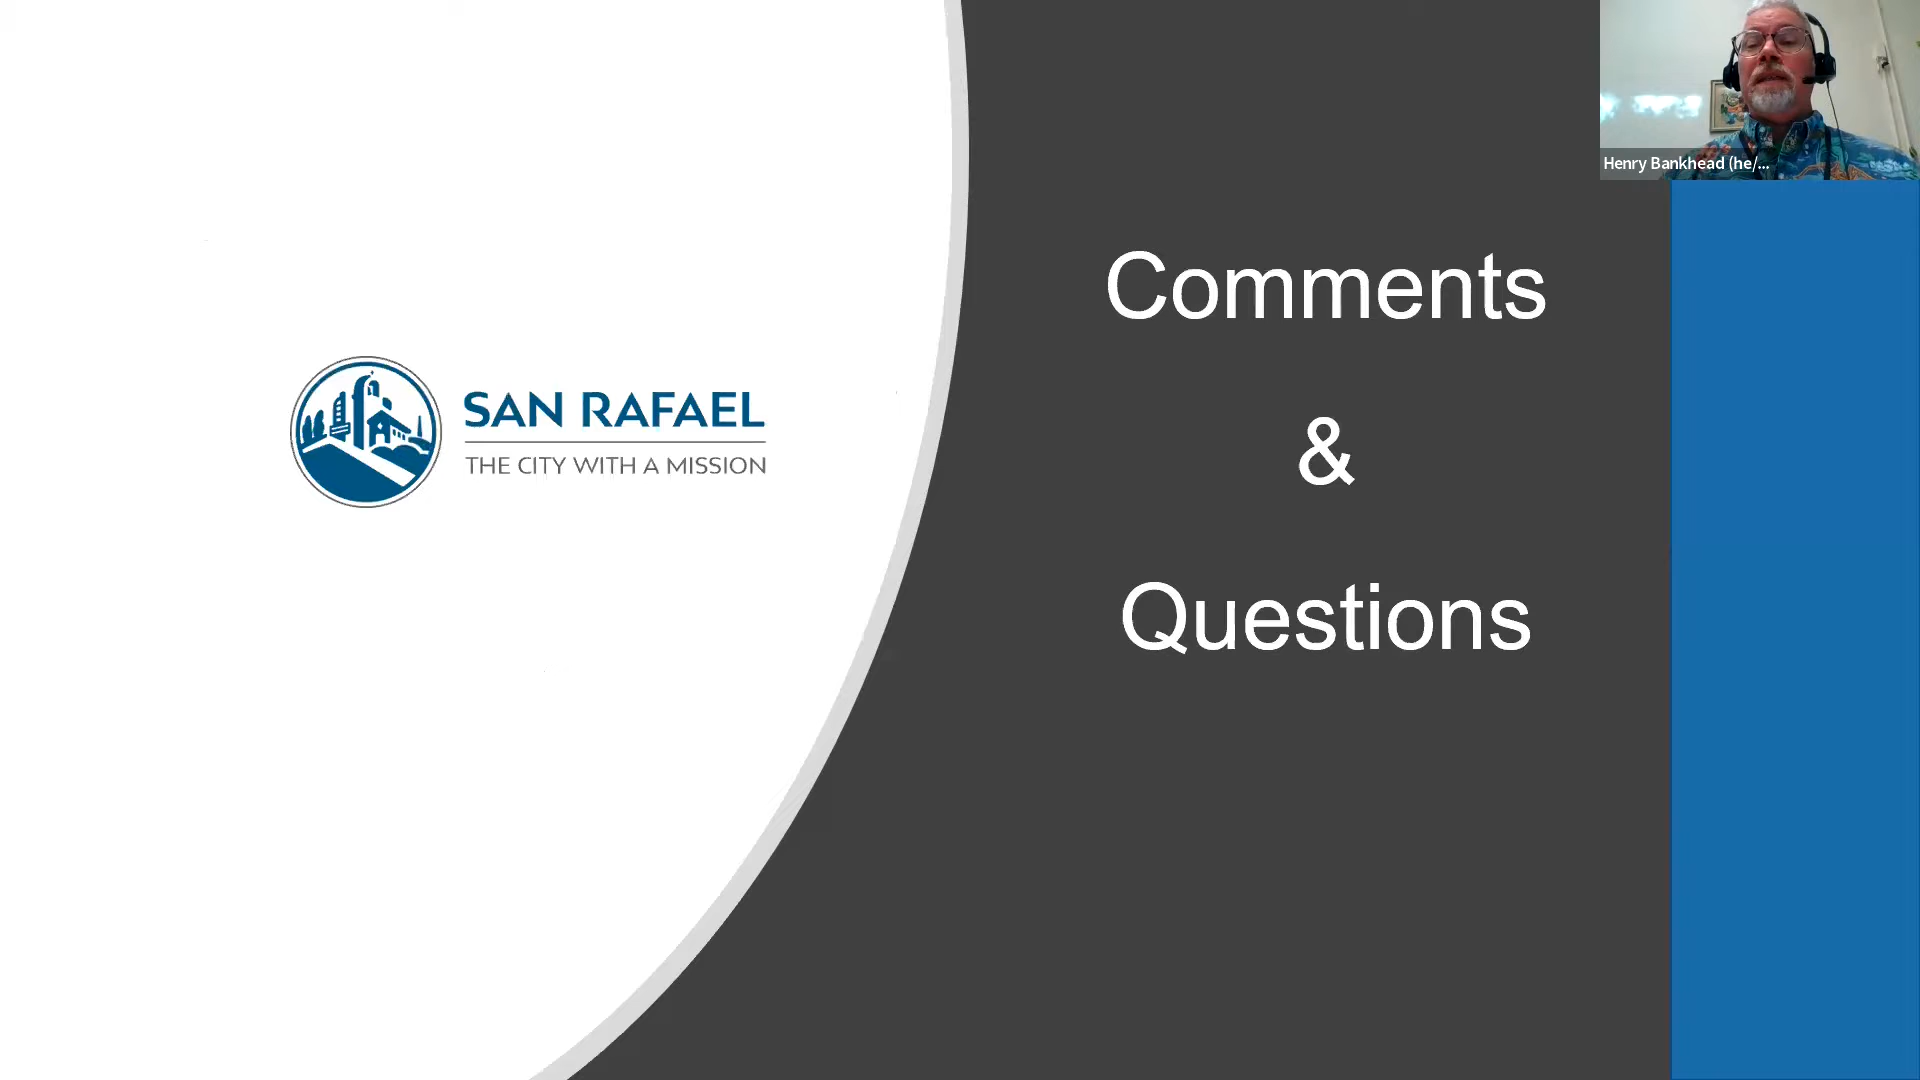 Henry Bankhead (he/...
Comments
&
Questions
SAN RAFAEL
THE CITY WITH A MISSION